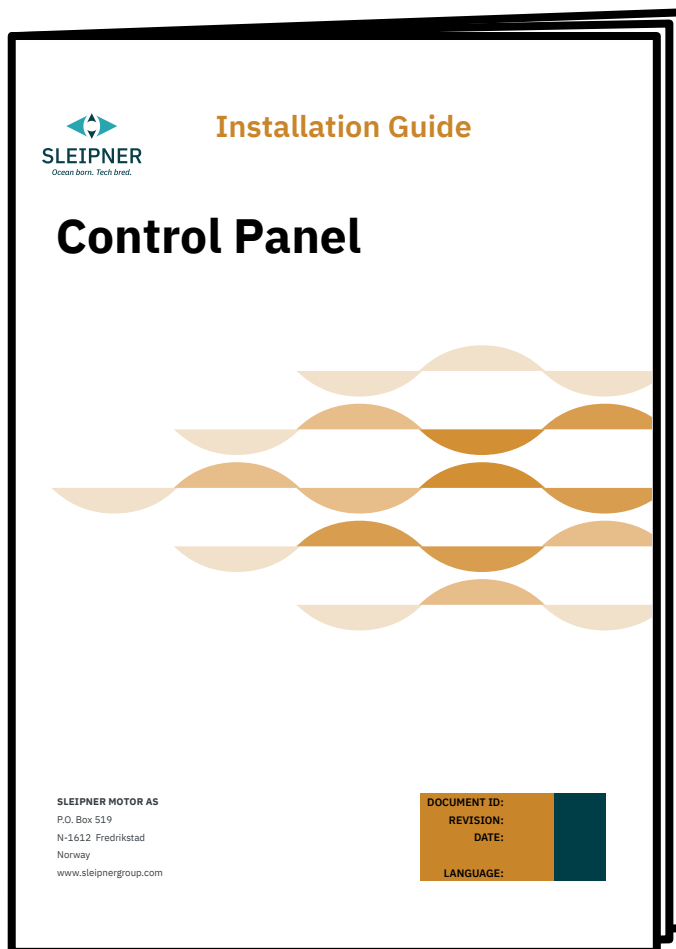 Installation Guide
SLEIPNER
Ocean born. Tech bred.
Control Panel
SLEIPNER MOTOR AS
P.O. Box 519
N-1612 Fredrikstad
Norway
www.sleipnergroup.com
DOCUMENT ID:
REVISION:
DATE:
LANGUAGE: